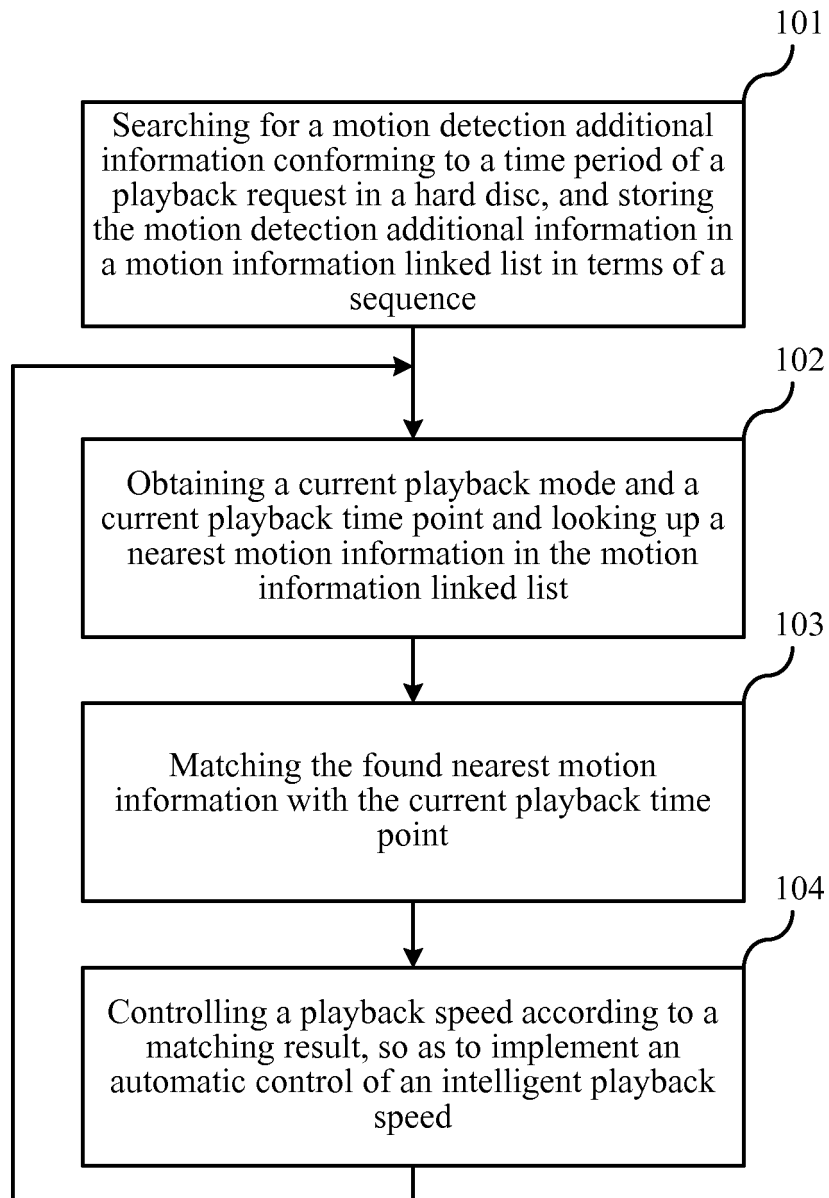 101
Searching for a motion detection additional
information conforming to a time period of a
playback request in a hard disc, and storing
the motion detection additional information in
a motion information linked list in terms of a
sequence
102
Obtaining a current playback mode and a
current playback time point and looking up a
nearest motion information in the motion
information linked list
103
Matching the found nearest motion
information with the current playback time
point
104
Controlling a playback speed according to a
matching result, so as to implement an
automatic control of an intelligent playback
speed